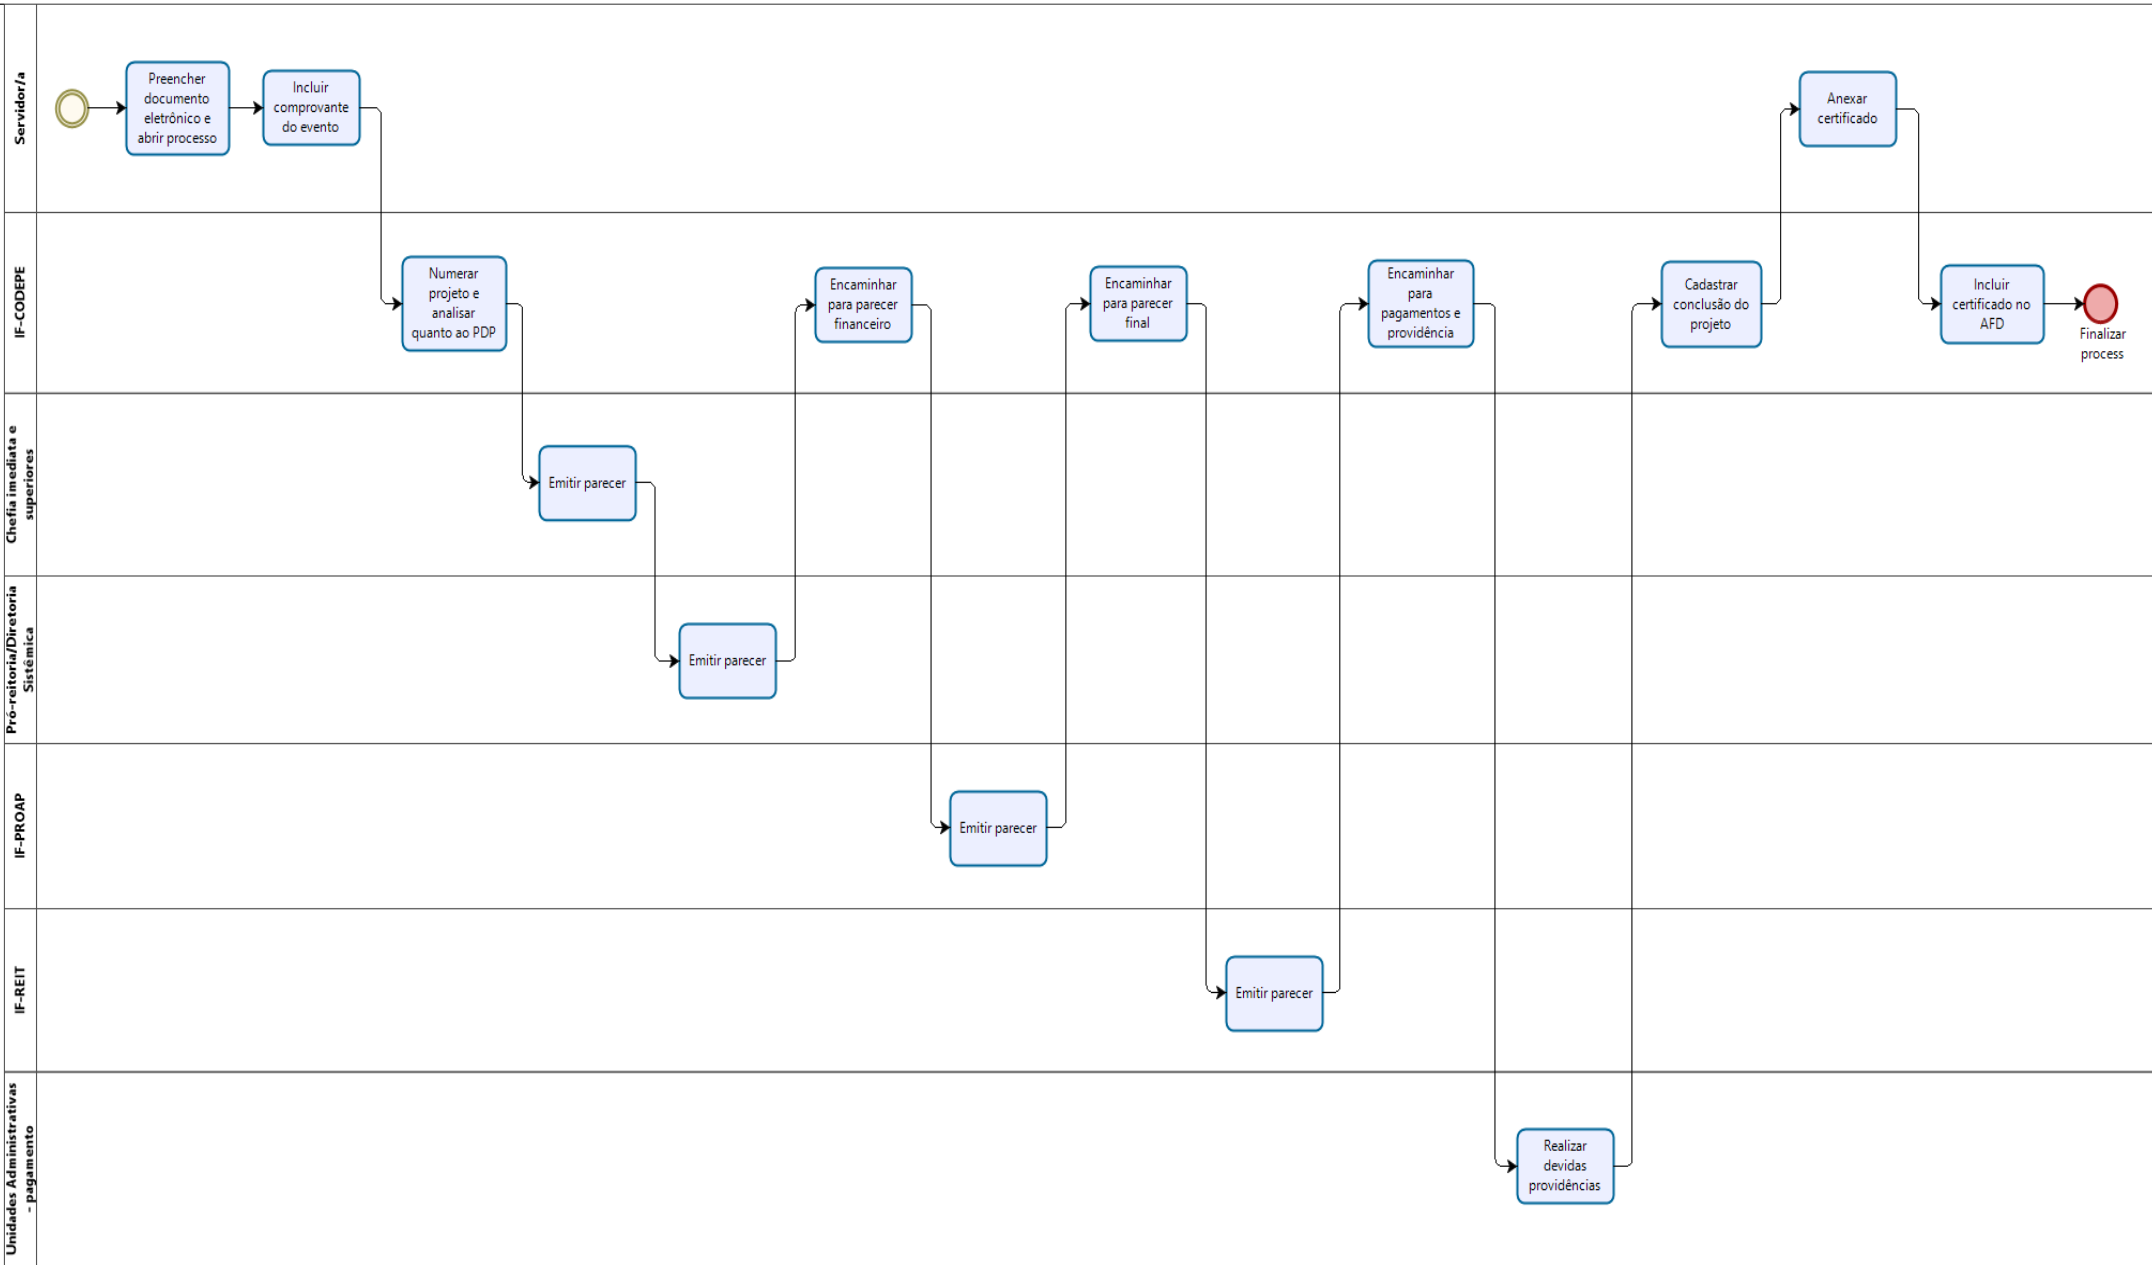 Servidor/a
Preencher
documento
eletrônico e
abrir processo
Incluir
comprovante
do evento
Anexar
certificado
IF-CODEPE
Numerar
projeto e
analisar
quanto ao PDP
Encaminhar
para parecer
financeiro
Encaminhar
para parecer
final
Encaminhar
para
pagamentos e
providência
Cadastrar
conclusão do
projeto
Incluir
certificado no
AFD
Finalizar
process
Chefia imediata e
superiores
Emitir parecer
Pró-reitoria/Diretoria
Sistêmica
Emitir parecer
IF-PROAP
Emitir parecer
IF-REIT
Emitir parecer
Unidades Administrativas
- pagamento
Realizar
devidas
providências